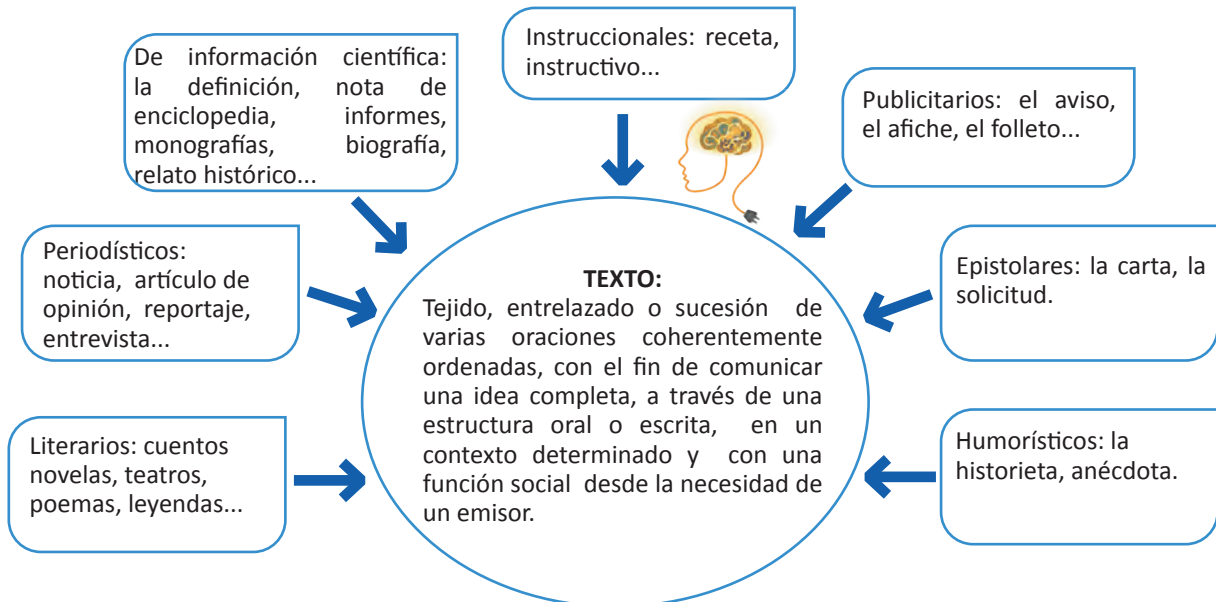 De información científica:
la definición, nota de
enciclopedia, informes,
monografías, biografía,
relato histórico...
Instruccionales: receta,
instructivo...
Publicitarios: el aviso,
el afiche, el folleto...
Periodísticos:
noticia, artículo de
opinión, reportaje,
entrevista...
Epistolares: la carta, la
solicitud.
TEXTO:
Tejido, entrelazado o sucesión de
varias oraciones coherentemente
ordenadas, con el fin de comunicar
una idea completa, a través de una
estructura oral o escrita, en un
contexto determinado y con una
función social desde la necesidad de
un emisor.
Literarios: cuentos
novelas, teatros,
poemas, leyendas...
Humorísticos: la
historieta, anécdota.